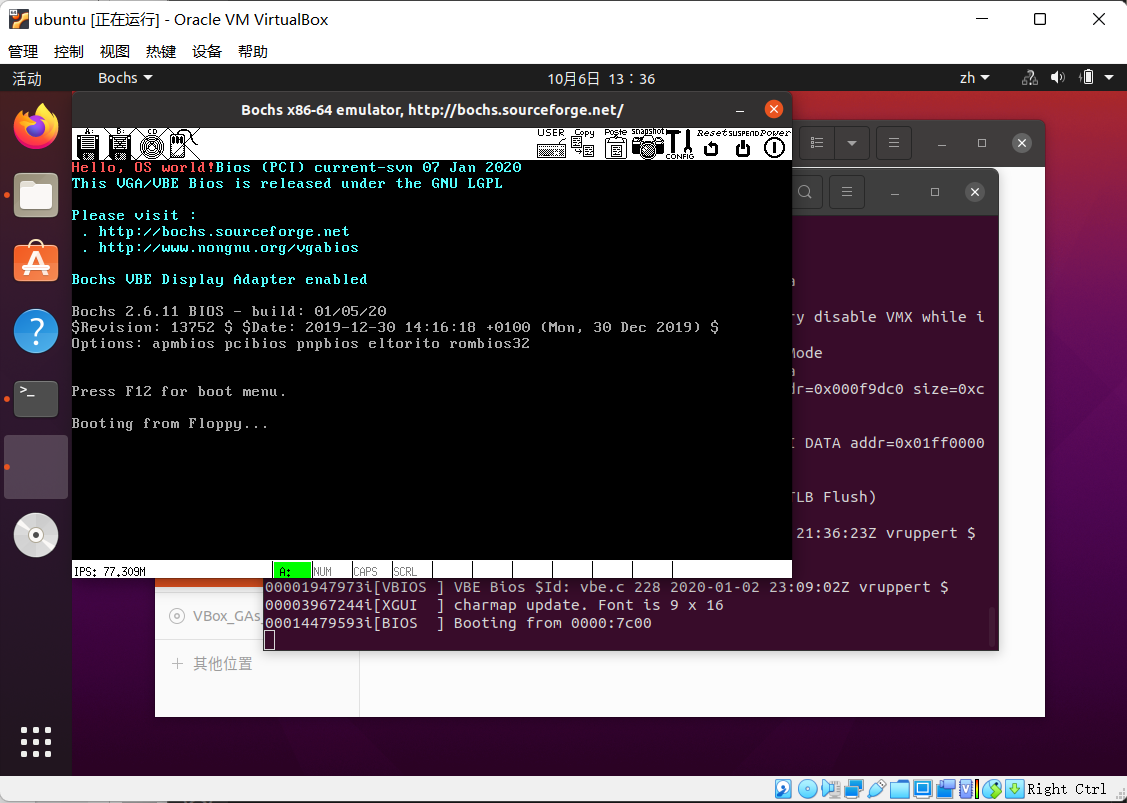 ubuntu [正在运行] - Oracle VM VirtualBox
管理 控制 视图 热键 设备 帮助
活动 Bochs 10月6日 13：36 zh
Bochs x86-64 emulator, http://bochs.sourceforge.net/
A: B: CD USER Copy Paste snapshot CONFIG Reset SUSPEND Power
Hello, OS world!Bios (PCI) current-svn 07 Jan 2020
This VGA/VBE Bios is released under the GNU LGPL
Please visit :
. http://bochs.sourceforge.net
. http://www.nongnu.org/vgabios
Bochs VBE Display Adapter enabled
Bochs 2.6.11 BIOS - build: 01/05/20
$Revision: 13752 $ $Date: 2019-12-30 14:16:18 +0100 (Mon, 30 Dec 2019) $
Options: apmbios pcibios pnpbios eltorito rombios32
Press F12 for boot menu.
Booting from Floppy...
ry disable VMX while i
Mode
dr=0x000f9dc0 size=0xc
I DATA addr=0x01ff0000
TLB Flush)
21:36:23Z vruppert $
IPS: 77.309M A: NUM CAPS SCRL
00001947973i[VBIOS ] VBE Bios $Id: vbe.c 228 2020-01-02 23:09:02Z vruppert $
00003967244i[XGUI ] charmap update. Font is 9 x 16
00014479593i[BIOS ] Booting from 0000:7c00
VBox_GAs_
+ 其他位置
Right Ctrl